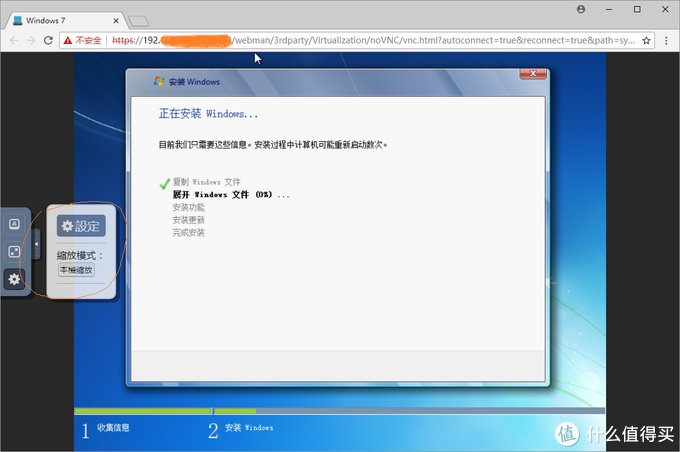 Windows 7
不安全 https://192. /webman/3rdparty/Virtualization/noVNC/vnc.html?autoconnect=true&reconnect=true&path=sy...
安装 Windows
正在安装 Windows...
目前我们只需要这些信息。安装过程中计算机可能重新启动数次。
复制 Windows 文件
展开 Windows 文件 (0%) ...
安装功能
安装更新
完成安装
A
設定
縮放模式：
本機縮放
1 收集信息
2 安装 Windows
值 什么值得买